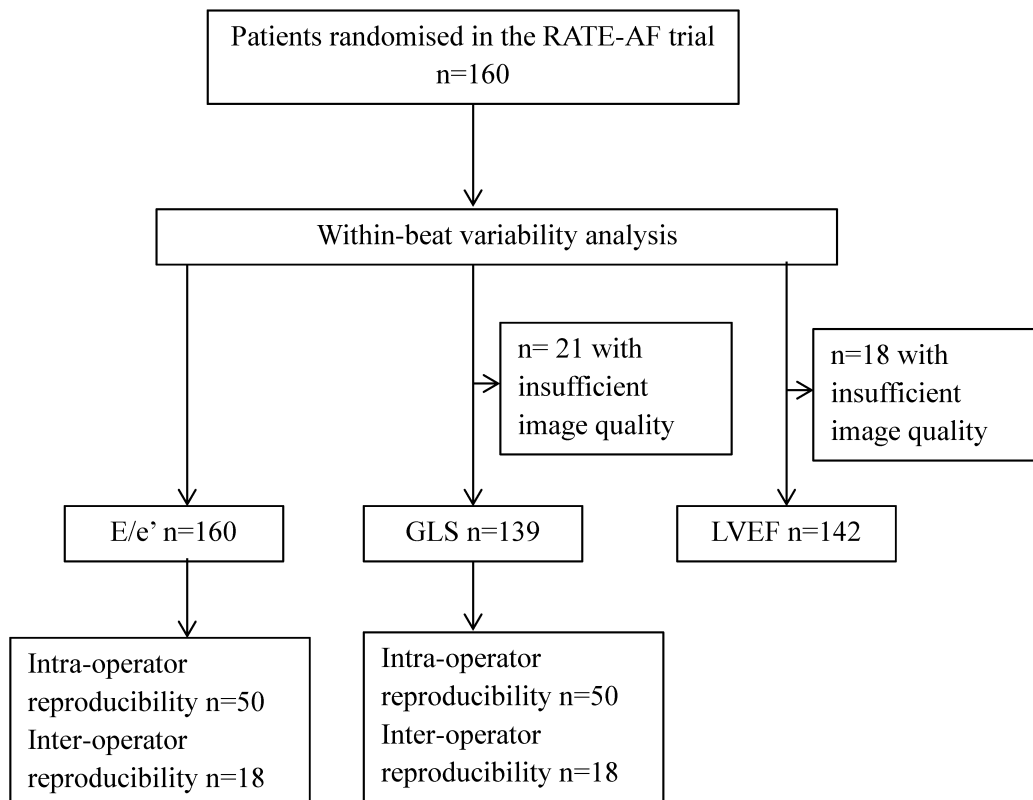 Patients randomised in the RATE-AF trial
n=160
Within-beat variability analysis
n= 21 with
insufficient
image quality
n=18 with
insufficient
image quality
E/e’ n=160
GLS n=139
LVEF n=142
Intra-operator
reproducibility n=50
Inter-operator
reproducibility n=18
Intra-operator
reproducibility n=50
Inter-operator
reproducibility n=18